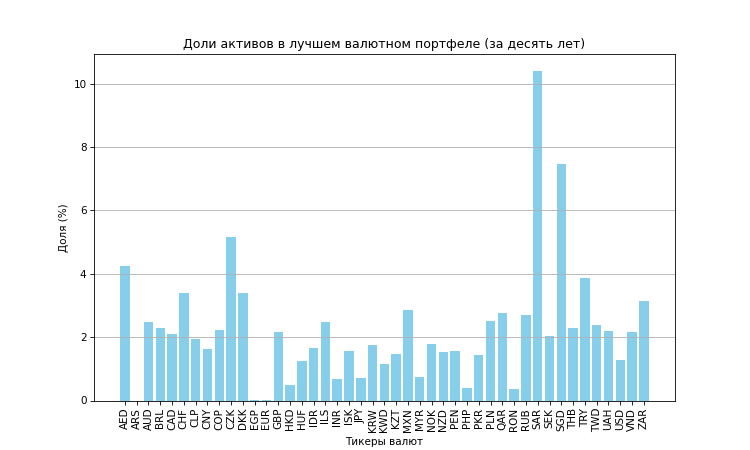 Доли активов в лучшем валютном портфеле (за десять лет)
Доля (%)
10
8
6
4
2
0
AED ARS AUD BRL CAD CHF CLP CNY COP CZK DKK EGP EUR GBP HKD HUF IDR ILS INR ISK JPY KRW KWD KZT MXN MYR NOK NZD PEN PHP PKR PLN QAR RON RUB SAR SEK SGD THB TRY TWD UAH USD VND ZAR
Тикеры валют